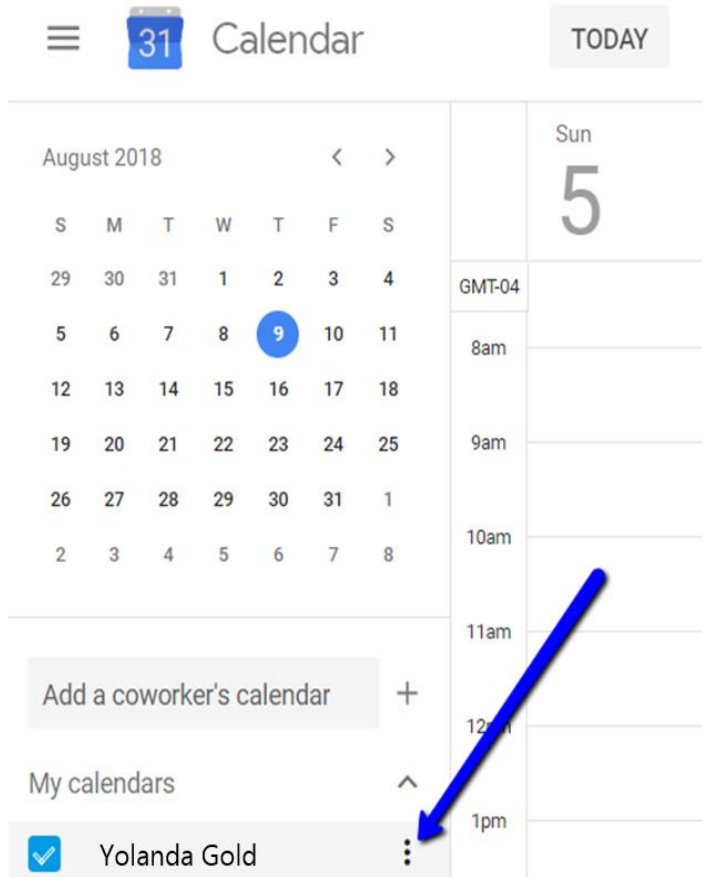 31 Calendar TODAY
August 2018 < >
S M T W T F S
29 30 31 1 2 3 4
5 6 7 8 9 10 11
12 13 14 15 16 17 18
19 20 21 22 23 24 25
26 27 28 29 30 31 1
2 3 4 5 6 7 8
Add a coworker's calendar +
My calendars
Yolanda Gold
Sun
5
GMT-04
8am
9am
10am
11am
1pm